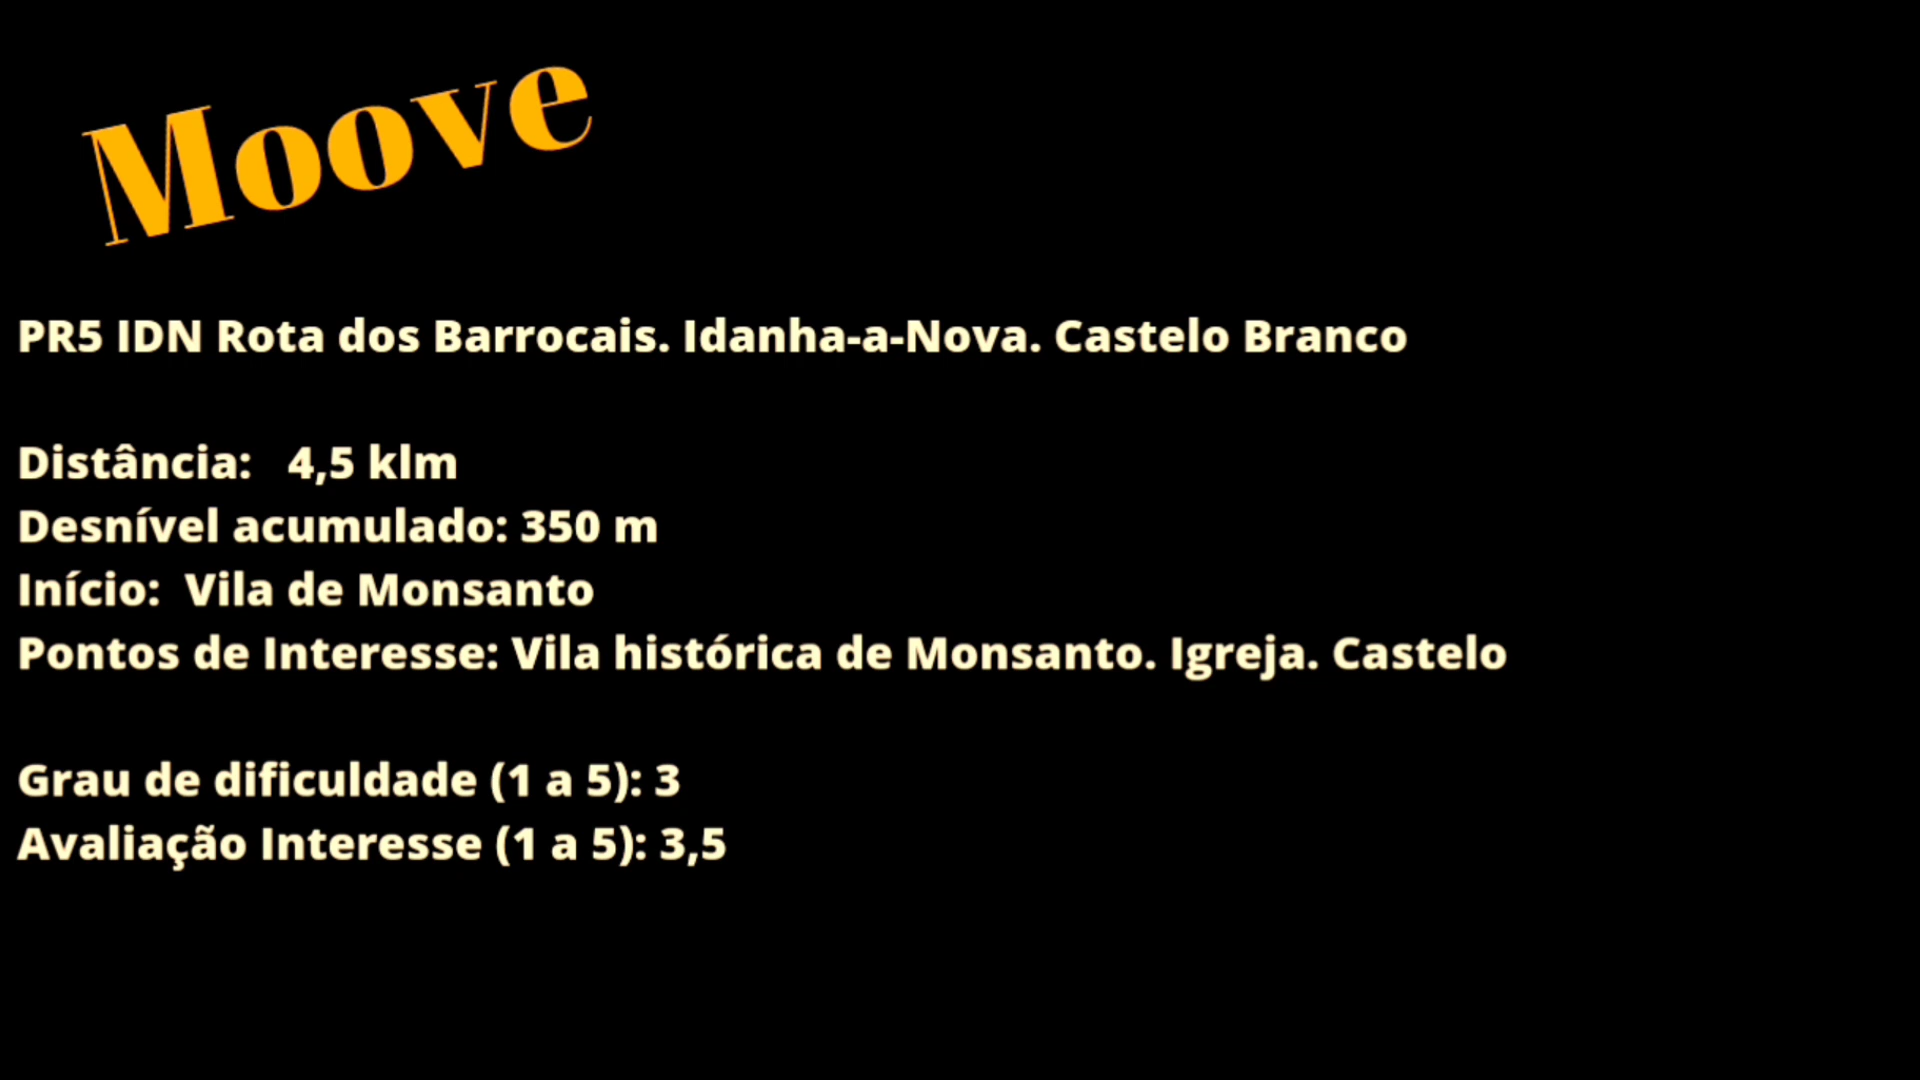 Moove
PR5 IDN Rota dos Barrocais. Idanha-a-Nova. Castelo Branco
Distância: 4,5 klm
Desnível acumulado: 350 m
Início: Vila de Monsanto
Pontos de Interesse: Vila histórica de Monsanto. Igreja. Castelo
Grau de dificuldade (1 a 5): 3
Avaliação Interesse (1 a 5): 3,5